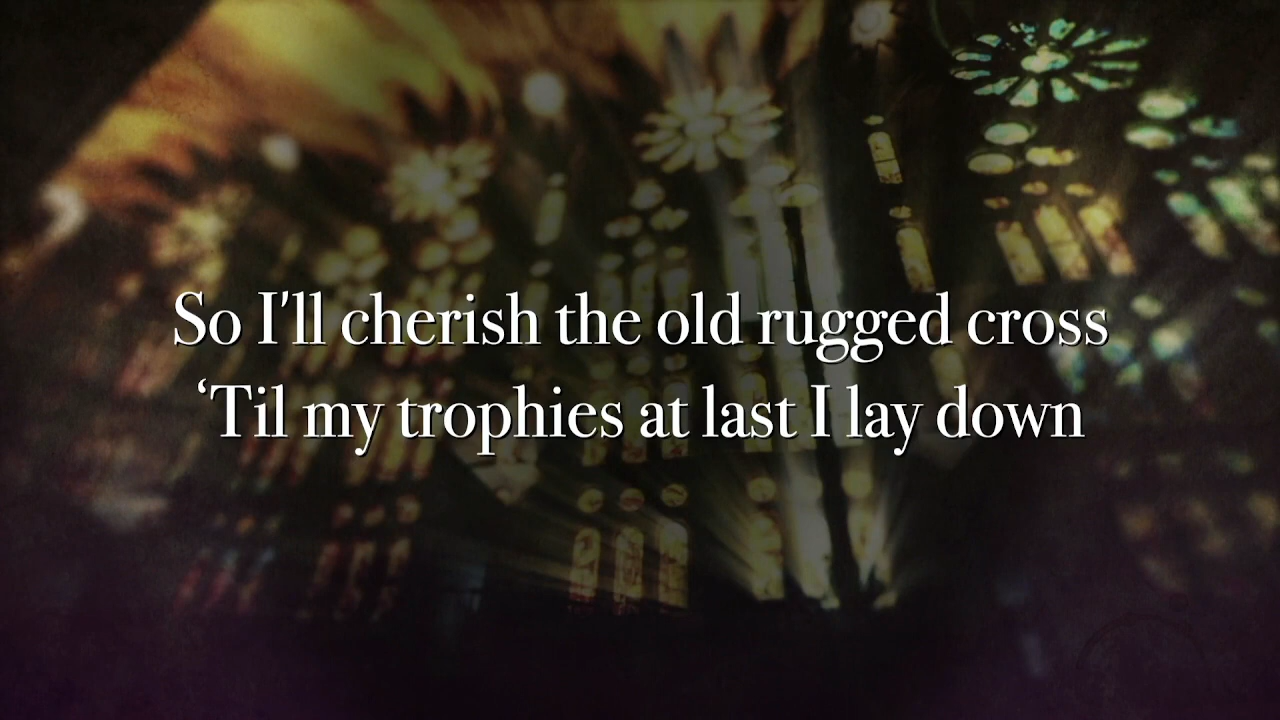 So I'll cherish the old rugged cross
‘Til my trophies at last I lay down